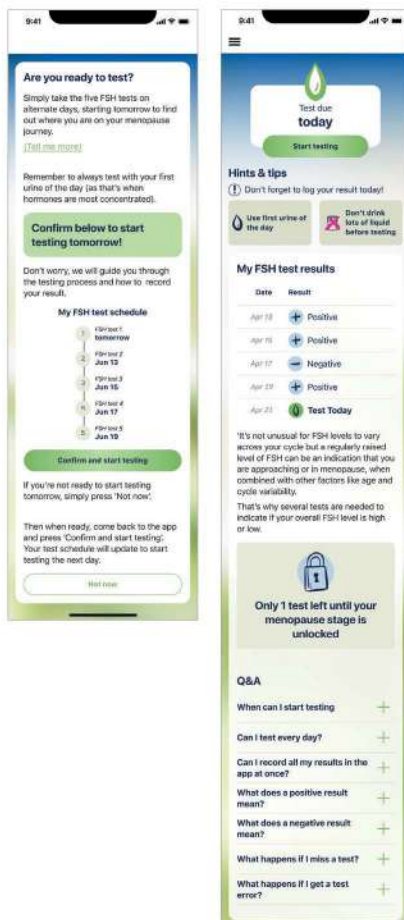 9:41
Are you ready to test?
Simply take the five FSH tests on
alternate days, starting tomorrow to find
out where you are on your menopause
journey.
(Tell me more)
Remember to always test with your first
urine of the day (as that's when
hormones are most concentrated).
Confirm below to start
testing tomorrow!
Don't worry, we will guide you through
the testing process and how to record
your result.
My FSH test schedule
1 FSH test 1
tomorrow
2 FSH test 2
Jun 13
3 FSH test 3
Jun 15
4 FSH test 4
Jun 17
5 FSH test 5
Jun 19
Confirm and start testing
If you're not ready to start testing
tomorrow, simply press 'Not now'.
Then when ready, come back to the app
and press 'Confirm and start testing'.
Your test schedule will update to start
testing the next day.
Not now
9:41
Test due
today
Start testing
Hints & tips
Don't forget to log your result today!
Use first urine of
the day
Don't drink
lots of liquid
before testing
My FSH test results
Date Result
Apr 13 Positive
Apr 15 Positive
Apr 17 Negative
Apr 19 Positive
Apr 21 Test Today
'It's not unusual for FSH levels to vary
across your cycle but a regularly raised
level of FSH can be an indication that you
are approaching or in menopause, when
combined with other factors like age and
cycle variability.
That's why several tests are needed to
indicate if your overall FSH level is high
or low.
Only 1 test left until your
menopause stage is
unlocked
Q&A
When can I start testing
Can I test every day?
Can I record all my results in the
app at once?
What does a positive result
mean?
What does a negative result
mean?
What happens if I miss a test?
What happens if I get a test
error?